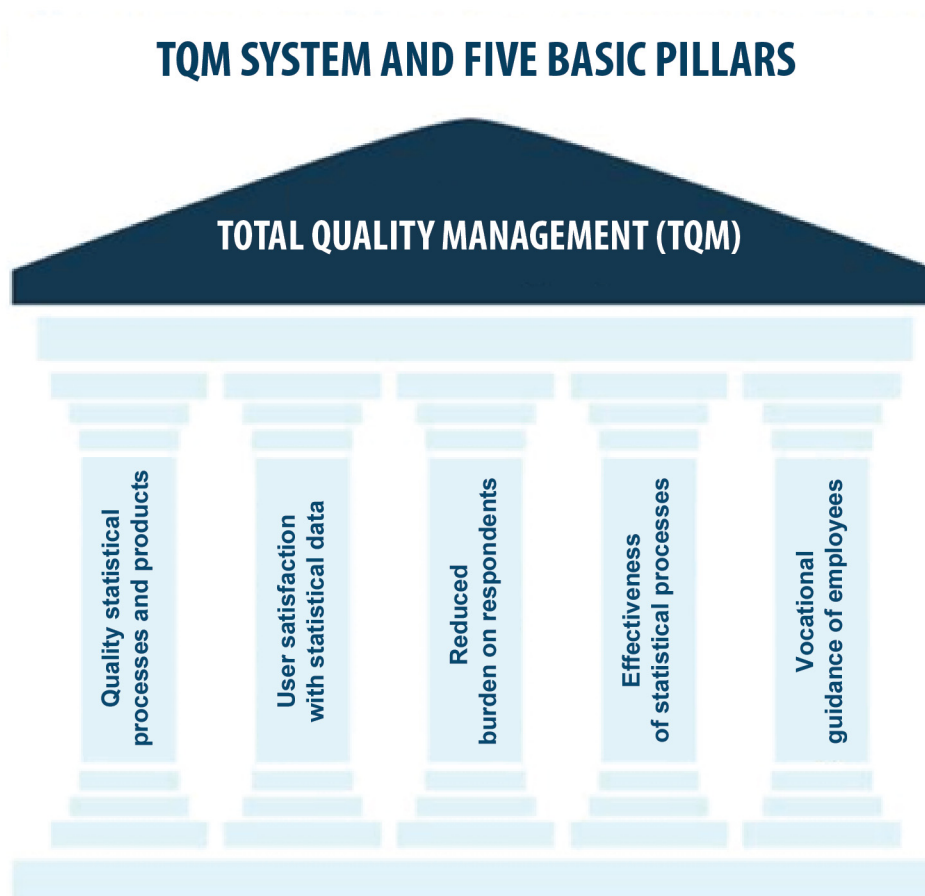 TQM SYSTEM AND FIVE BASIC PILLARS
TOTAL QUALITY MANAGEMENT (TQM)
Quality statistical
processes and products
User satisfaction
with statistical data
Reduced
burden on respondents
Effectiveness
of statistical processes
Vocational
guidance of employees